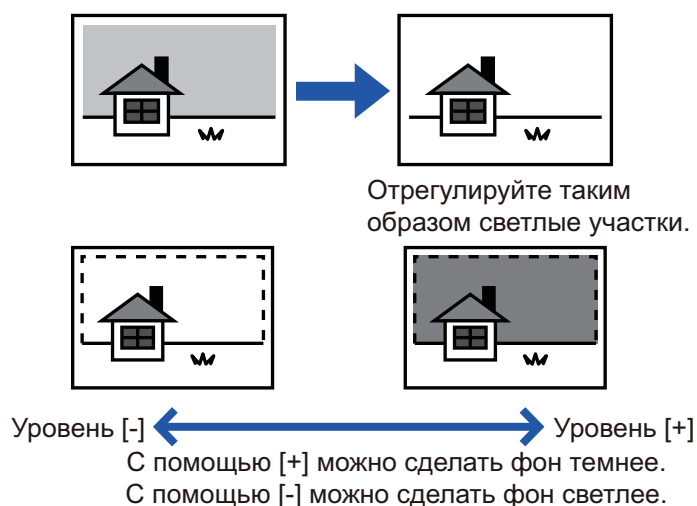 Отрегулируйте таким
образом светлые участки.
Уровень [-] Уровень [+]
С помощью [+] можно сделать фон темнее.
С помощью [-] можно сделать фон светлее.